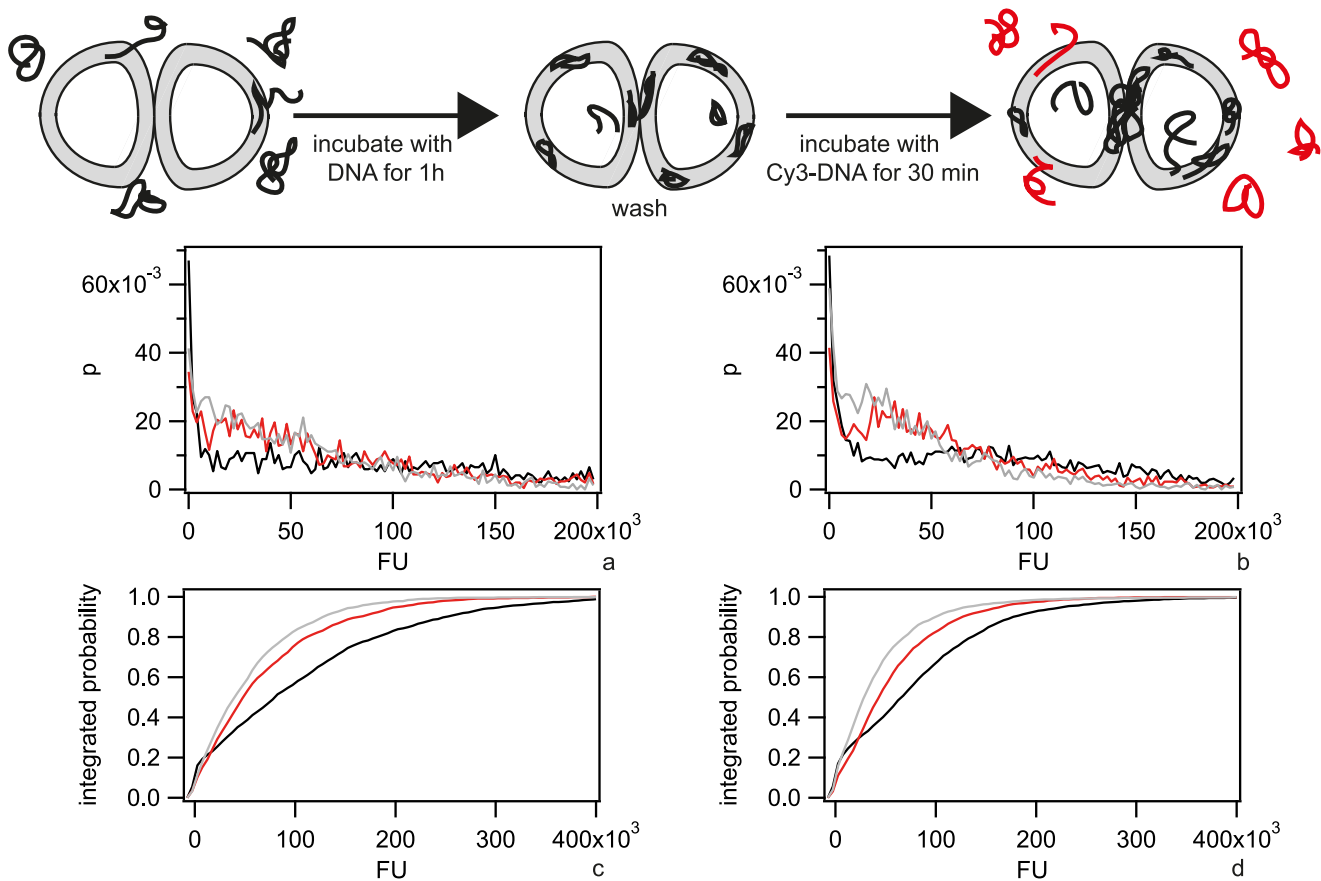 incubate with
DNA for 1h
wash
incubate with
Cy3-DNA for 30 min
60x10⁻³
40
20
0
p
0
50
100
150
200x10³
FU
a
60x10⁻³
40
20
0
p
0
50
100
150
200x10³
FU
b
1.0
0.8
0.6
0.4
0.2
0.0
integrated probability
0
100
200
300
400x10³
FU
c
1.0
0.8
0.6
0.4
0.2
0.0
integrated probability
0
100
200
300
400x10³
FU
d